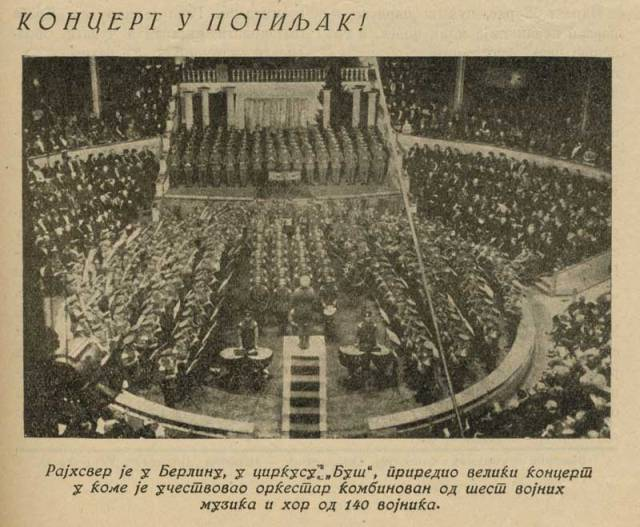 КОНЦЕРТ У ПОТИЉАК!
Рајхсвер је у Берлину, у циркусу „Буш“, приредио велики концерт
у коме је учествовао оркестар комбинован од шест војних
музика и хор од 140 војника.